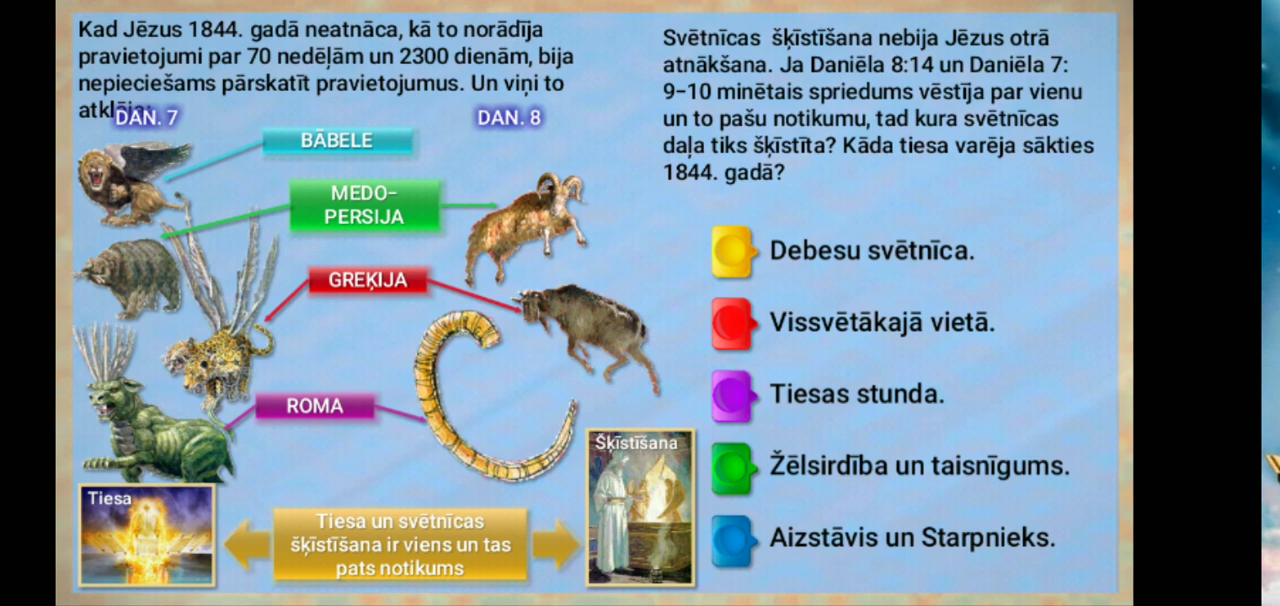 Kad Jēzus 1844. gadā neatnāca, kā to norādīja
pravietojumi par 70 nedēļām un 2300 dienām, bija
nepieciešams pārskatīt pravietojumus. Un viņi to
DAN. 7
DAN. 8
BĀBELE
MEDO-
PERSIJA
GREĶIJA
ROMA
Tiesa
Šķīstīšana
Tiesa un svētnīcas
šķīstīšana ir viens un tas
pats notikums
Svētnīcas šķīstīšana nebija Jēzus otrā
atnākšana. Ja Daniēla 8:14 un Daniēla 7:
9-10 minētais spriedums vēstīja par vienu
un to pašu notikumu, tad kura svētnīcas
daļa tiks šķīstīta? Kāda tiesa varēja sākties
1844. gadā?
Debesu svētnīca.
Vissvētākajā vietā.
Tiesas stunda.
Žēlsirdība un taisnīgums.
Aizstāvis un Starpnieks.